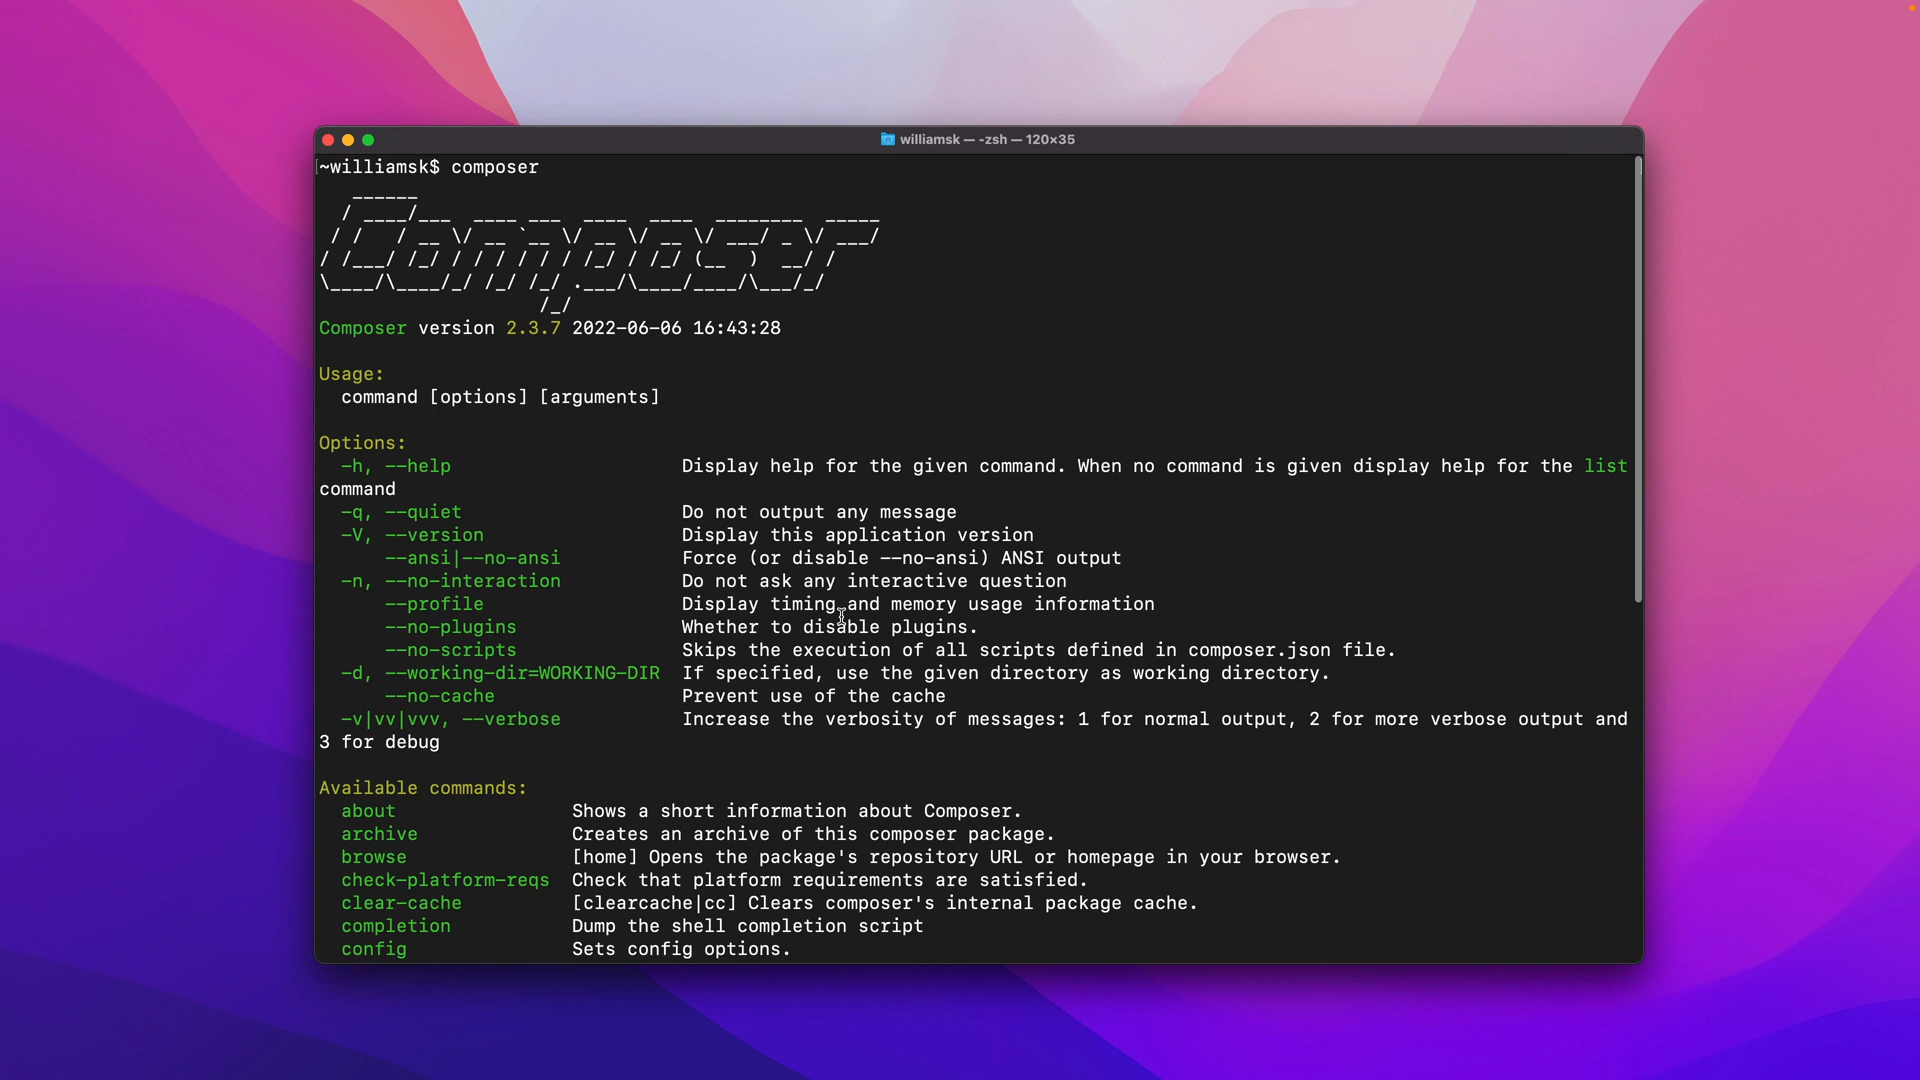 williamsk — -zsh — 120×35
~williamsk$ composer
   ______
  / ____/___  ____ ___  ____  ____  ________  _____
 / /   / __ \/ __ `__ \/ __ \/ __ \/ ___/ _ \/ ___/
/ /___/ /_/ / / / / / / /_/ / /_/ (__  )  __/ /
\____/\____/_/ /_/ /_/ .___/\____/____/\___/_/
                    /_/
Composer version 2.3.7 2022-06-06 16:43:28
Usage:
  command [options] [arguments]
Options:
  -h, --help                     Display help for the given command. When no command is given display help for the list
command
  -q, --quiet                    Do not output any message
  -V, --version                  Display this application version
      --ansi|--no-ansi           Force (or disable --no-ansi) ANSI output
  -n, --no-interaction           Do not ask any interactive question
      --profile                  Display timing and memory usage information
      --no-plugins               Whether to disable plugins.
      --no-scripts               Skips the execution of all scripts defined in composer.json file.
  -d, --working-dir=WORKING-DIR  If specified, use the given directory as working directory.
      --no-cache                 Prevent use of the cache
  -v|vv|vvv, --verbose           Increase the verbosity of messages: 1 for normal output, 2 for more verbose output and
3 for debug
Available commands:
  about                Shows a short information about Composer.
  archive              Creates an archive of this composer package.
  browse               [home] Opens the package's repository URL or homepage in your browser.
  check-platform-reqs  Check that platform requirements are satisfied.
  clear-cache          [clearcache|cc] Clears composer's internal package cache.
  completion           Dump the shell completion script
  config               Sets config options.